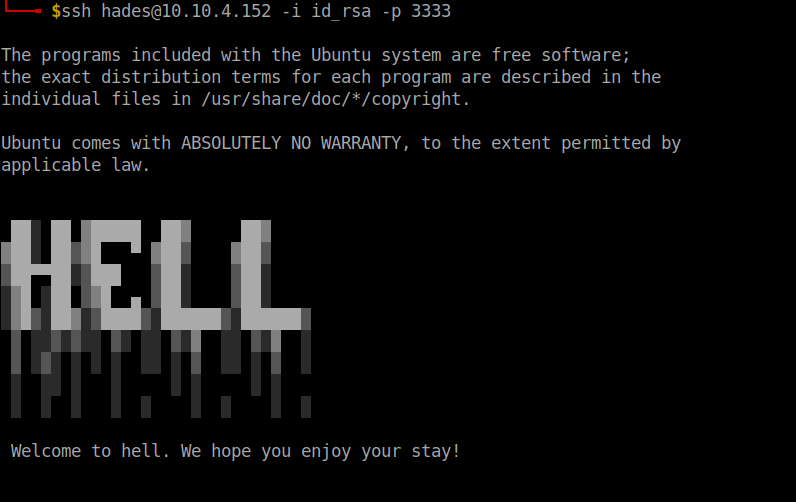 $ssh hades@10.10.4.152 -i id_rsa -p 3333
The programs included with the Ubuntu system are free software;
the exact distribution terms for each program are described in the
individual files in /usr/share/doc/*/copyright.
Ubuntu comes with ABSOLUTELY NO WARRANTY, to the extent permitted by
applicable law.
HELL
Welcome to hell. We hope you enjoy your stay!